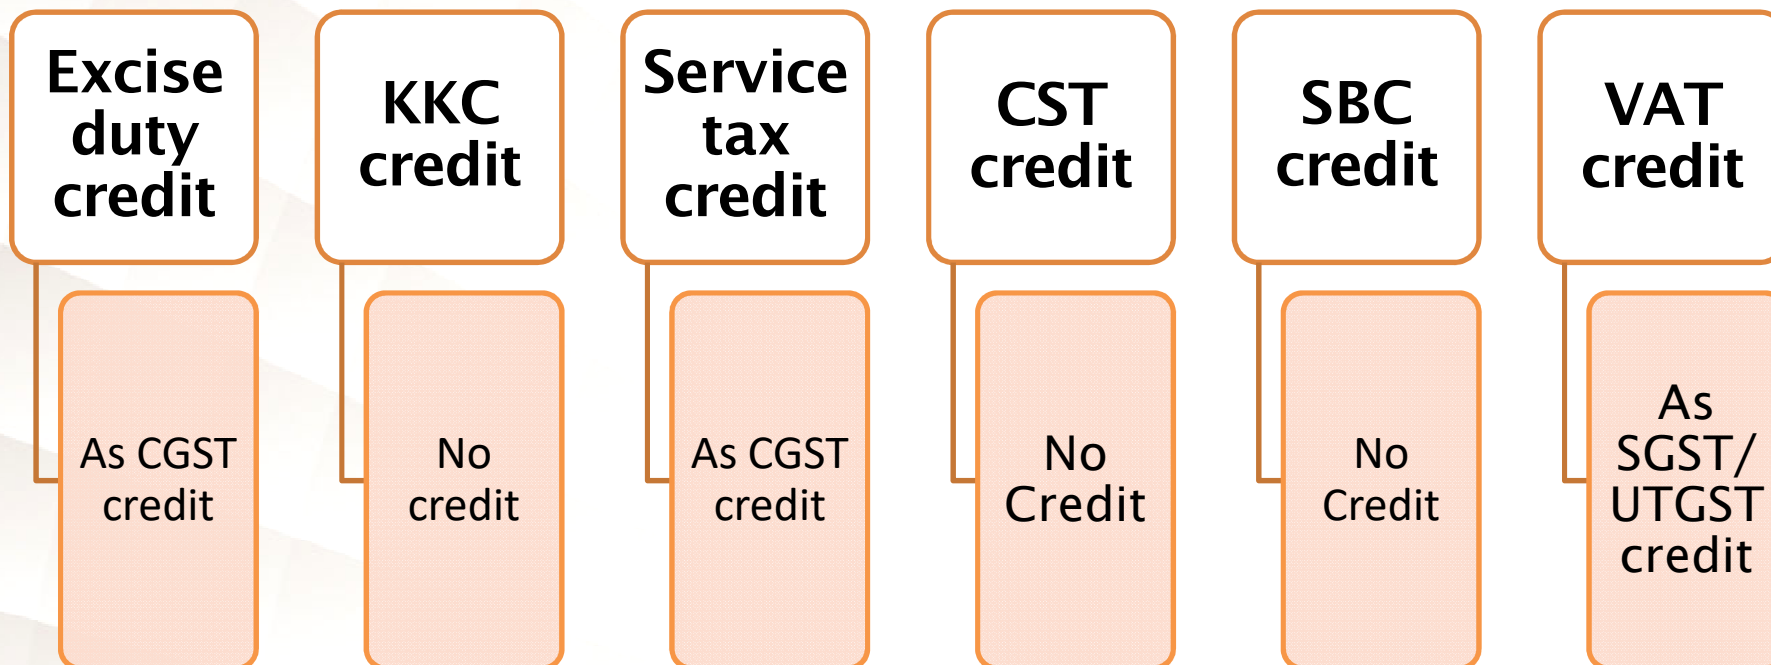 Excise
duty
credit
As CGST
credit
KKC
credit
No
credit
Service
tax
credit
As CGST
credit
CST
credit
No
Credit
SBC
credit
No
Credit
VAT
credit
As
SGST/
UTGST
credit